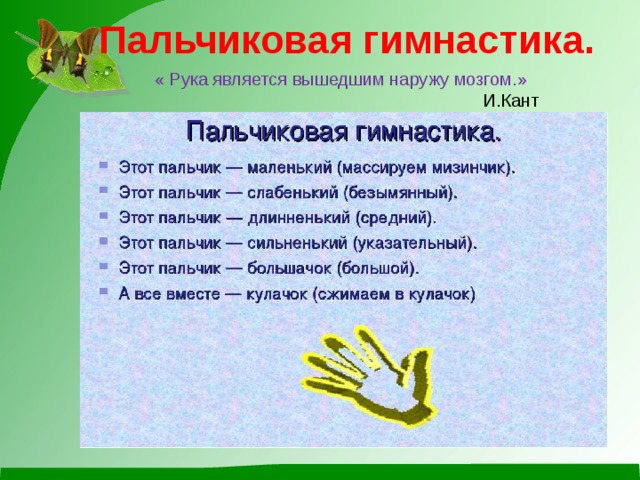 Пальчиковая гимнастика.
« Рука является вышедшим наружу мозгом.»
И.Кант
Пальчиковая гимнастика.
Этот пальчик — маленький (массируем мизинчик).
Этот пальчик — слабенький (безымянный).
Этот пальчик — длинненький (средний).
Этот пальчик — сильненький (указательный).
Этот пальчик — большачок (большой).
А все вместе — кулачок (сжимаем в кулачок)